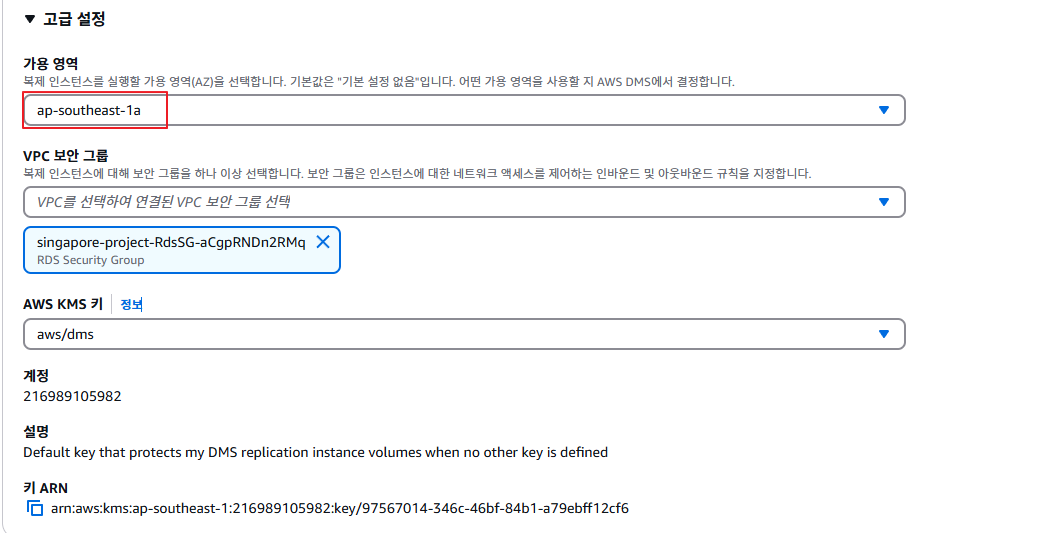 고급 설정
가용 영역
복제 인스턴스를 실행할 가용 영역(AZ)을 선택합니다. 기본값은 "기본 설정 없음"입니다. 어떤 가용 영역을 사용할 지 AWS DMS에서 결정합니다.
ap-southeast-1a
VPC 보안 그룹
복제 인스턴스에 대해 보안 그룹을 하나 이상 선택합니다. 보안 그룹은 인스턴스에 대한 네트워크 액세스를 제어하는 인바운드 및 아웃바운드 규칙을 지정합니다.
VPC를 선택하여 연결된 VPC 보안 그룹 선택
singapore-project-RdsSG-aCgpRNDn2RMq
RDS Security Group
AWS KMS 키 정보
aws/dms
계정
216989105982
설명
Default key that protects my DMS replication instance volumes when no other key is defined
키 ARN
arn:aws:kms:ap-southeast-1:216989105982:key/97567014-346c-46bf-84b1-a79ebff12cf6